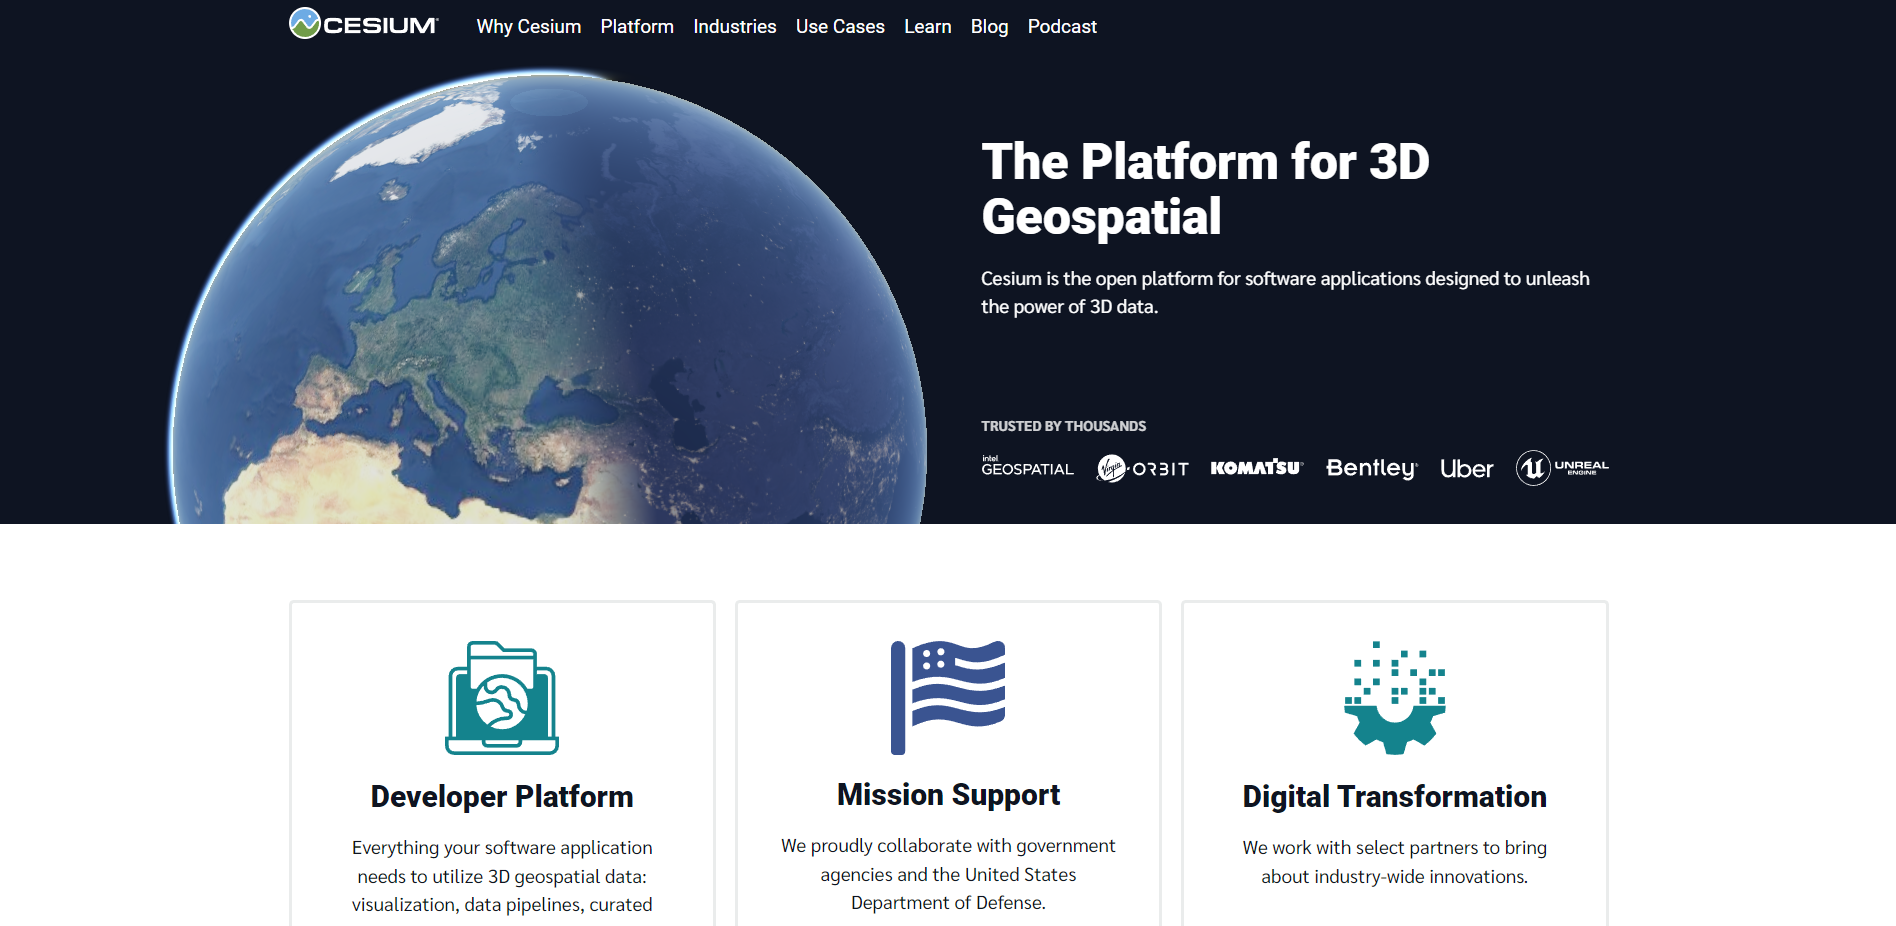 CESIUM
Why Cesium Platform Industries Use Cases Learn Blog Podcast
The Platform for 3D
Geospatial
Cesium is the open platform for software applications designed to unleash
the power of 3D data.
TRUSTED BY THOUSANDS
intel GEOSPATIAL Virgin ORBIT KOMATSU Bentley Uber UNREAL ENGINE
Developer Platform
Everything your software application
needs to utilize 3D geospatial data:
visualization, data pipelines, curated
Mission Support
We proudly collaborate with government
agencies and the United States
Department of Defense.
Digital Transformation
We work with select partners to bring
about industry-wide innovations.